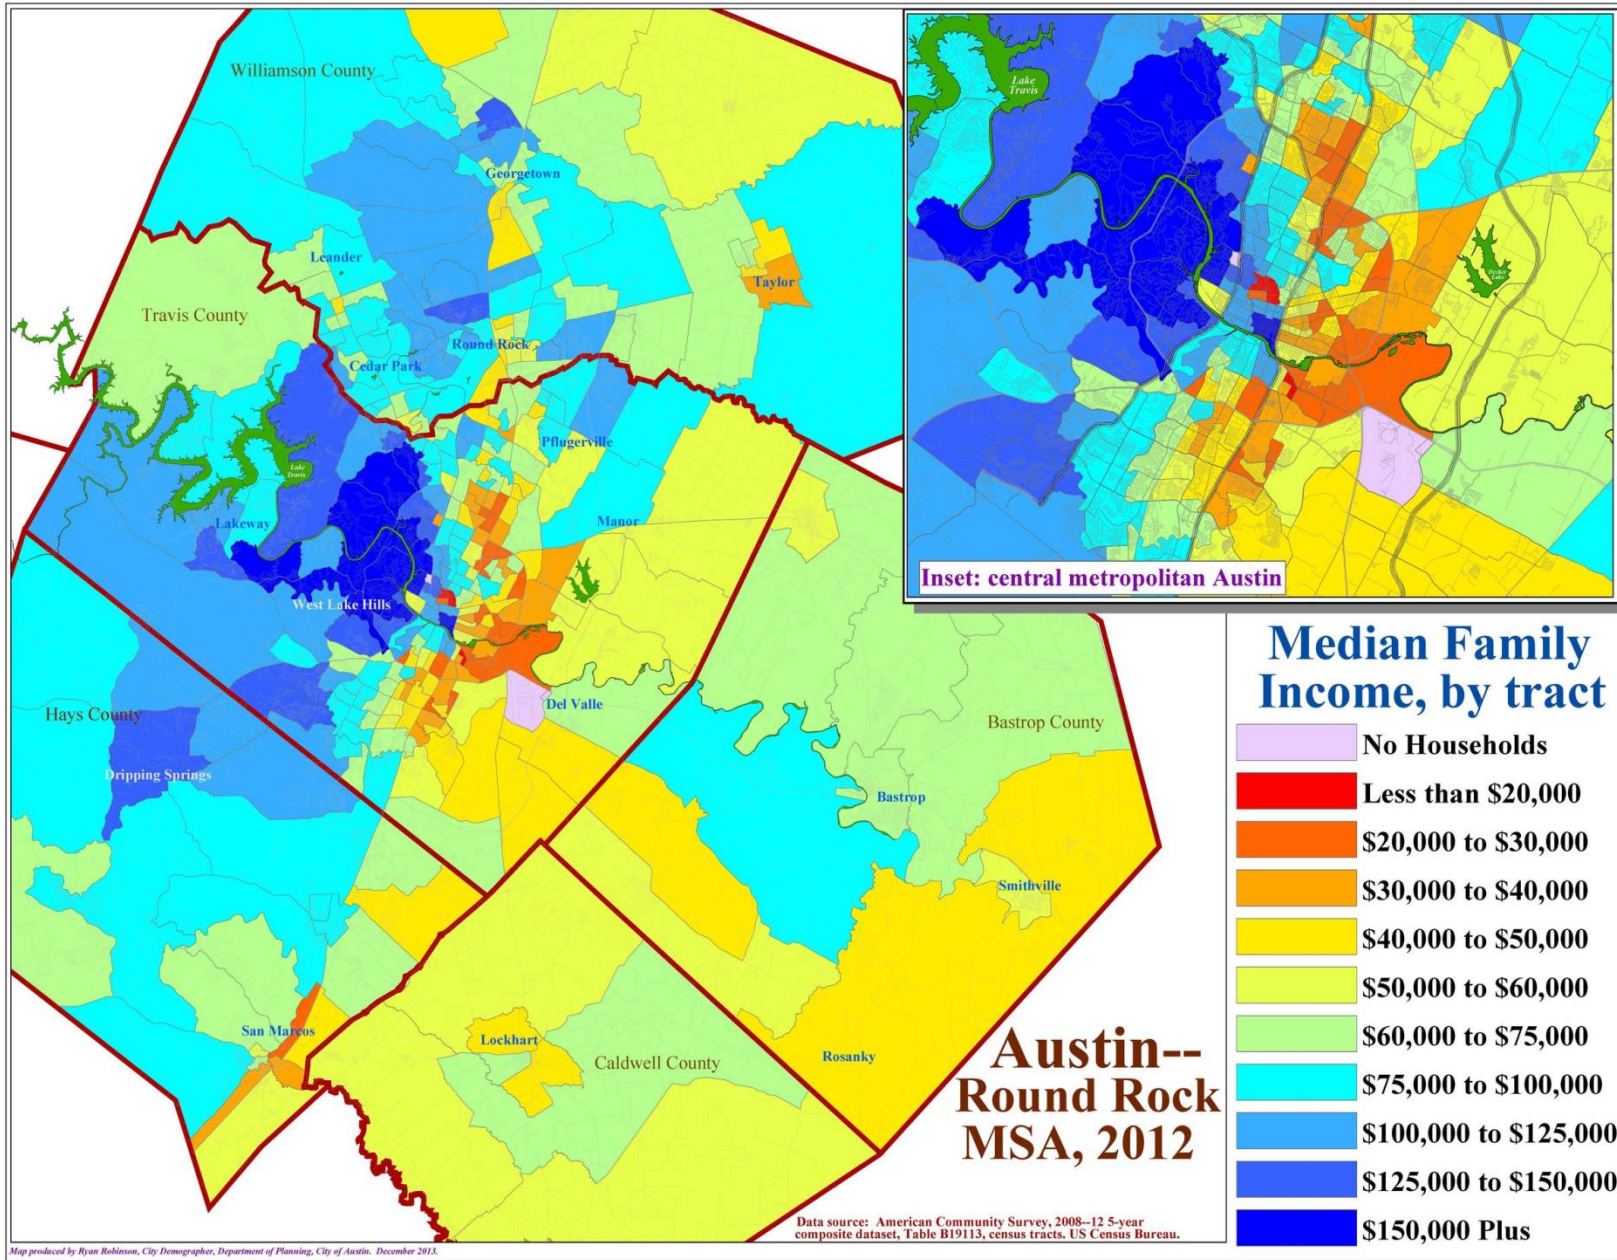 Williamson County
Georgetown
Leander
Taylor
Travis County
Round Rock
Cedar Park
Pflugerville
Lake
Travis
Lakeway
Manor
West Lake Hills
Del Valle
Hays County
Dripping Springs
Bastrop County
Bastrop
Smithville
San Marcos
Lockhart
Caldwell County
Rosanky
Lake
Travis
Decker
Lake
Inset: central metropolitan Austin
Median Family
Income, by tract
No Households
Less than $20,000
$20,000 to $30,000
$30,000 to $40,000
$40,000 to $50,000
$50,000 to $60,000
$60,000 to $75,000
$75,000 to $100,000
$100,000 to $125,000
$125,000 to $150,000
$150,000 Plus
Austin--
Round Rock
MSA, 2012
Data source: American Community Survey, 2008--12 5-year
composite dataset, Table B19113, census tracts. US Census Bureau.
Map produced by Ryan Robinson, City Demographer, Department of Planning, City of Austin. December 2013.